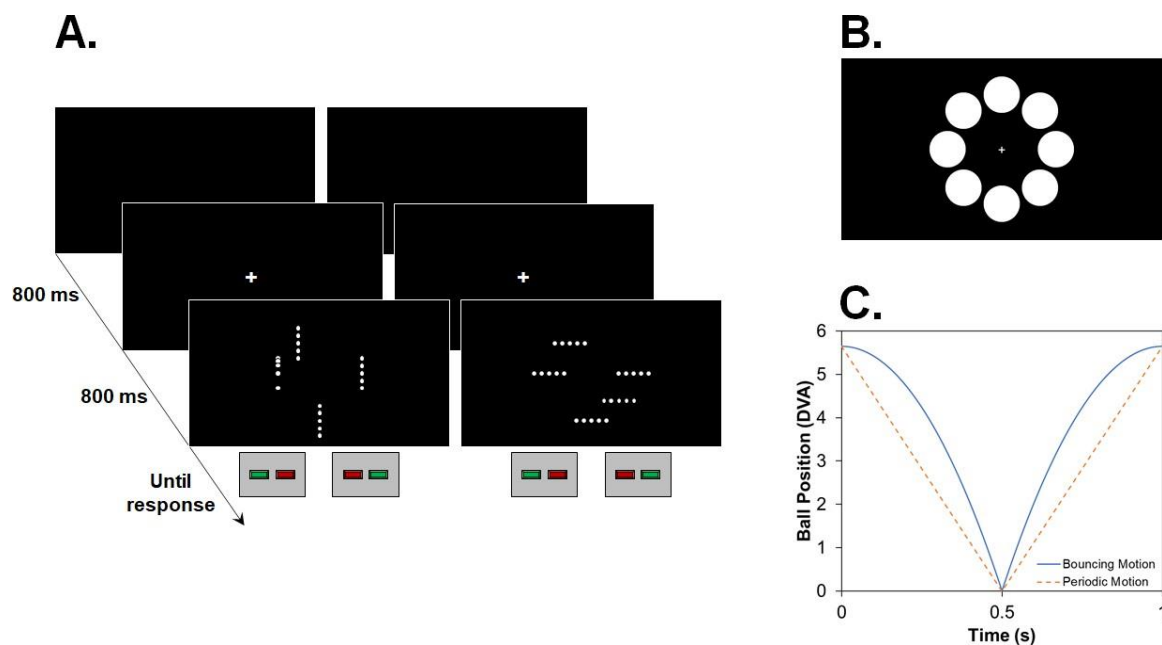 A.
800 ms
800 ms
Until
response
B.
C.
Ball Position (DVA)
6
5
4
3
2
1
0
Bouncing Motion
Periodic Motion
0
0.5
1
Time (s)